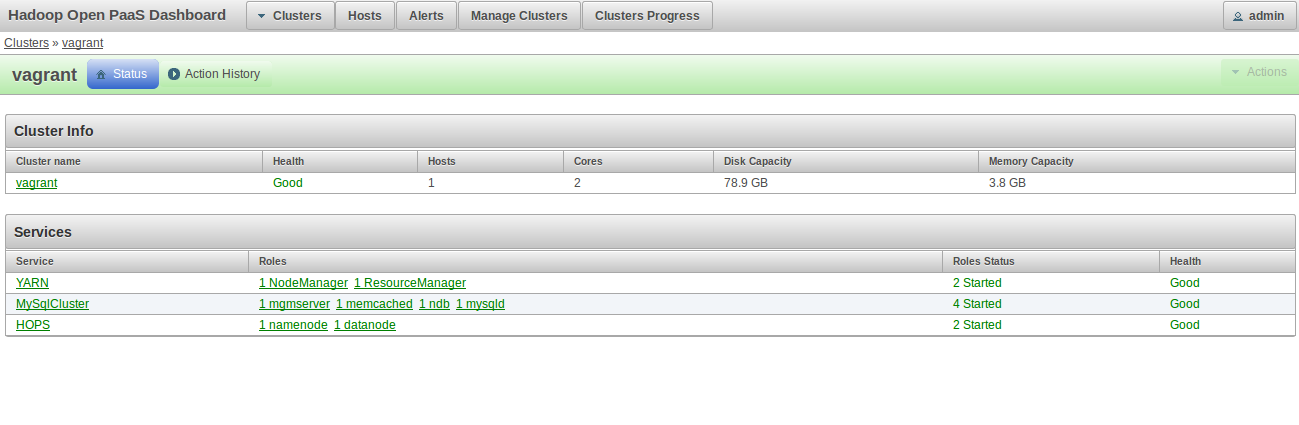 Hadoop Open PaaS Dashboard Clusters Hosts Alerts Manage Clusters Clusters Progress admin
Clusters » vagrant
vagrant Status Action History Actions
Cluster Info
Cluster name Health Hosts Cores Disk Capacity Memory Capacity
vagrant Good 1 2 78.9 GB 3.8 GB
Services
Service Roles Roles Status Health
YARN 1 NodeManager 1 ResourceManager 2 Started Good
MySqlCluster 1 mgmserver 1 memcached 1 ndb 1 mysqld 4 Started Good
HOPS 1 namenode 1 datanode 2 Started Good